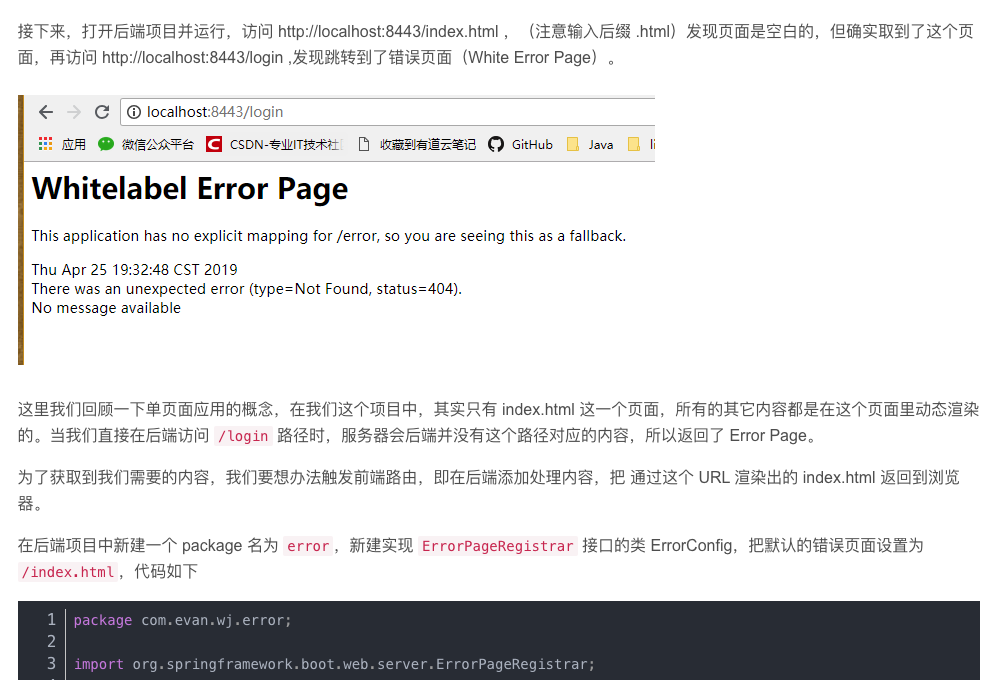 接下来，打开后端项目并运行，访问 http://localhost:8443/index.html ，（注意输入后缀 .html）发现页面是空白的，但确实取到了这个页
面，再访问 http://localhost:8443/login ,发现跳转到了错误页面（White Error Page）。
localhost:8443/login
应用 微信公众平台 CSDN-专业IT技术社 收藏到有道云笔记 GitHub Java li
Whitelabel Error Page
This application has no explicit mapping for /error, so you are seeing this as a fallback.
Thu Apr 25 19:32:48 CST 2019
There was an unexpected error (type=Not Found, status=404).
No message available
这里我们回顾一下单页面应用的概念，在我们这个项目中，其实只有 index.html 这一个页面，所有的其它内容都是在这个页面里动态渲染
的。当我们直接在后端访问 /login 路径时，服务器会后端并没有这个路径对应的内容，所以返回了 Error Page。
为了获取到我们需要的内容，我们要想办法触发前端路由，即在后端添加处理内容，把 通过这个 URL 渲染出的 index.html 返回到浏览
器。
在后端项目中新建一个 package 名为 error，新建实现 ErrorPageRegistrar 接口的类 ErrorConfig，把默认的错误页面设置为
/index.html，代码如下
1 package com.evan.wj.error;
2
3 import org.springframework.boot.web.server.ErrorPageRegistrar;